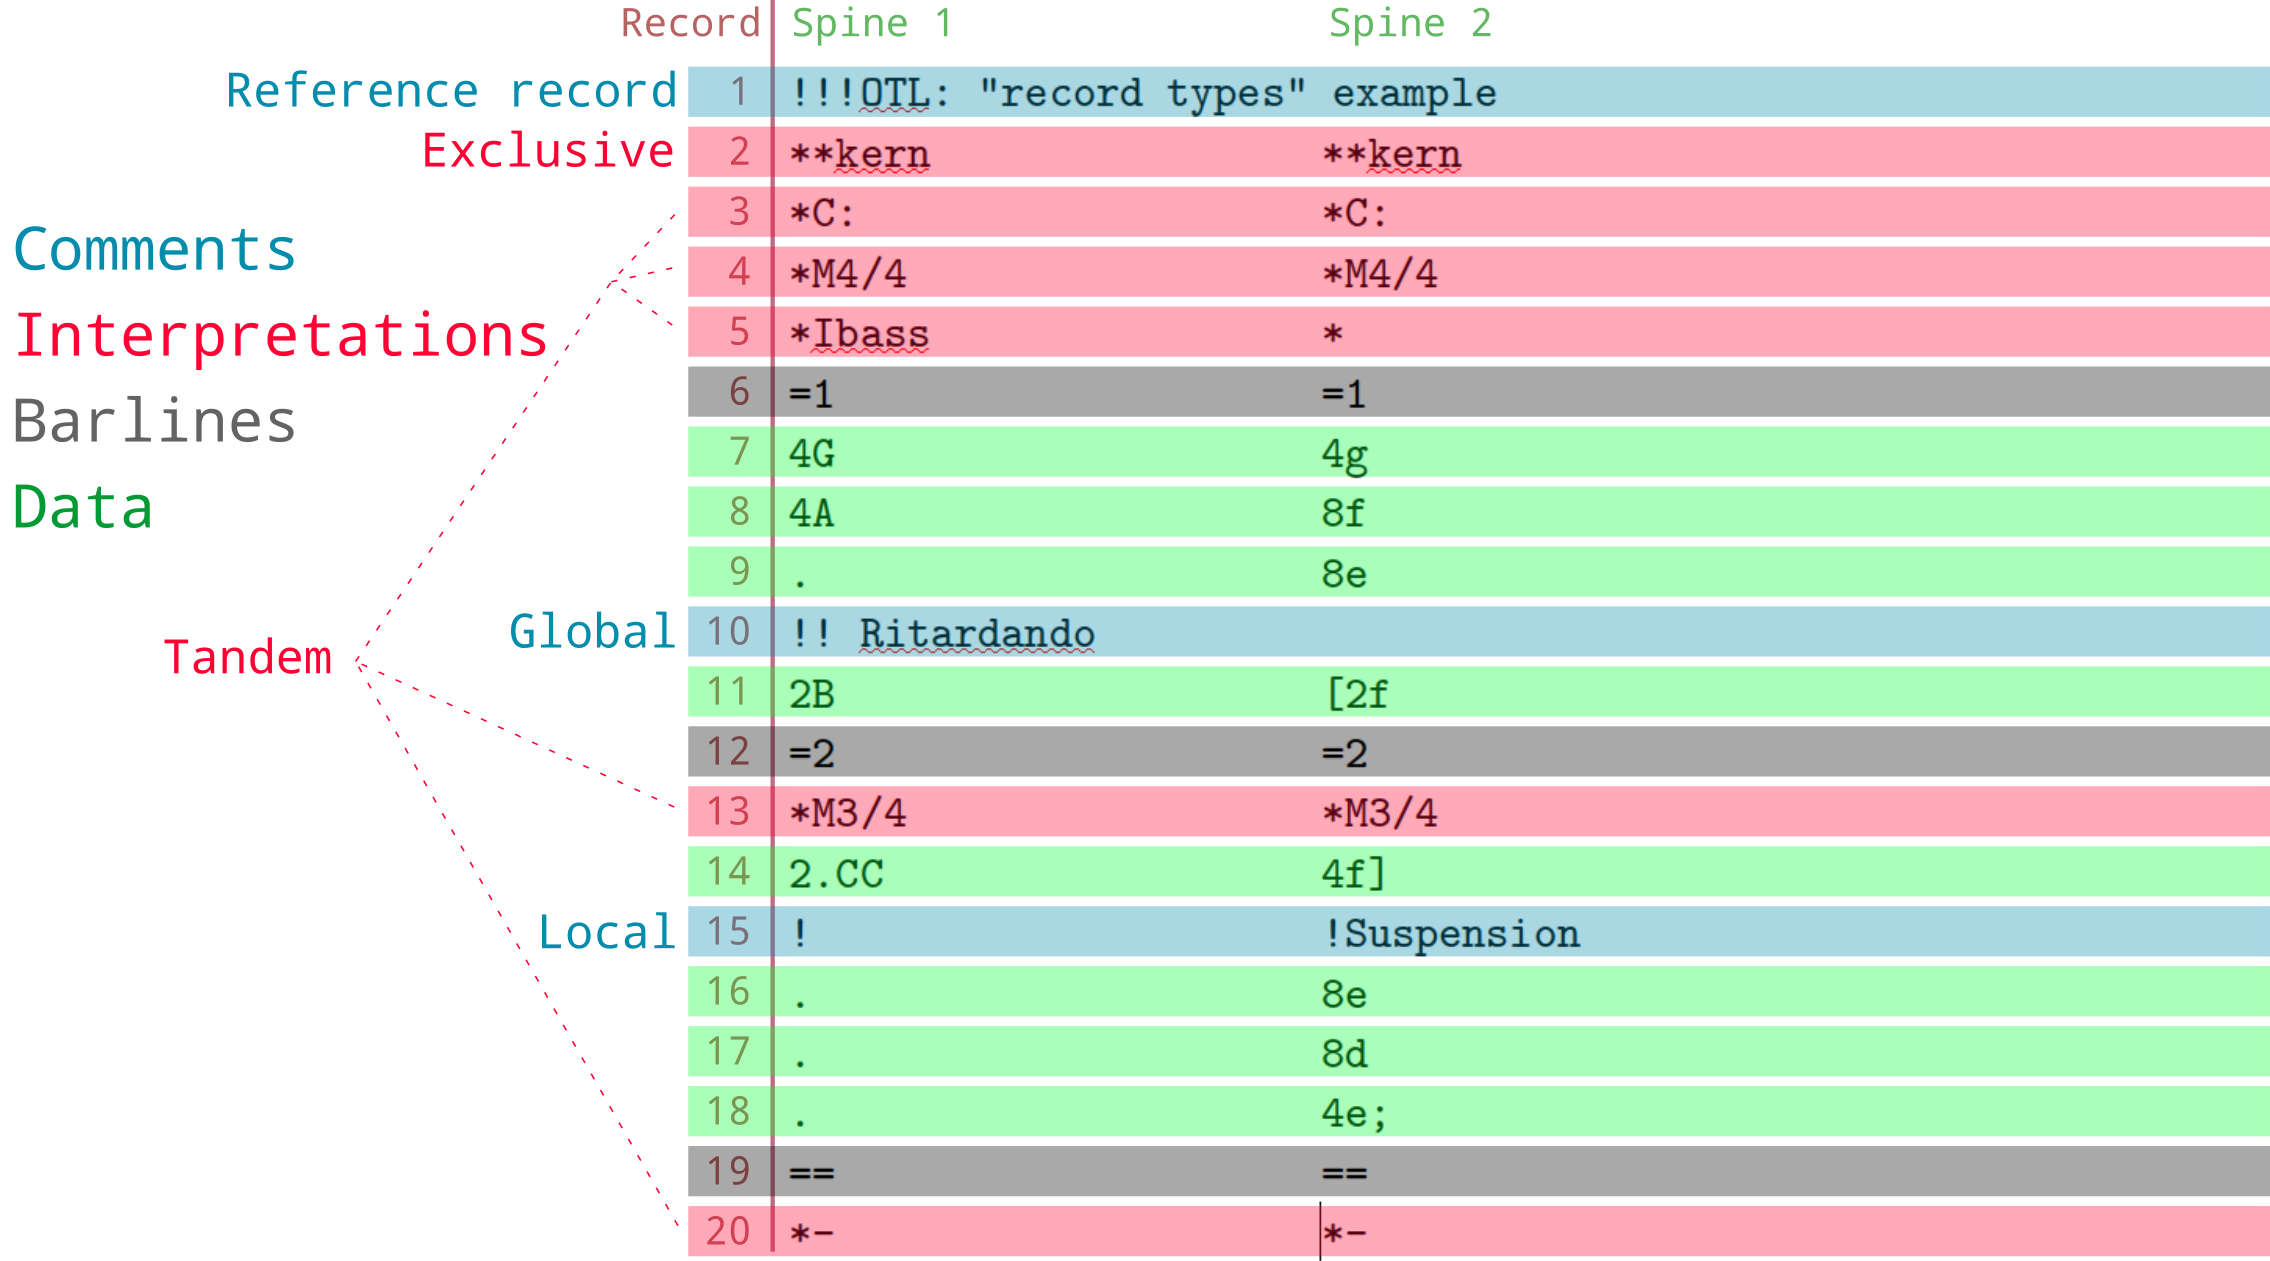 Record Spine 1 Spine 2
Reference record 1 !!!OTL: "record types" example
Exclusive 2 **kern **kern
3 *C: *C:
Comments
4 *M4/4 *M4/4
Interpretations
5 *Ibass *
6 =1 =1
Barlines
7 4G 4g
Data
8 4A 8f
9 . 8e
Global 10 !! Ritardando
Tandem
11 2B [2f
12 =2 =2
13 *M3/4 *M3/4
14 2.CC 4f]
Local 15 ! !Suspension
16 . 8e
17 . 8d
18 . 4e;
19 == ==
20 *- *-